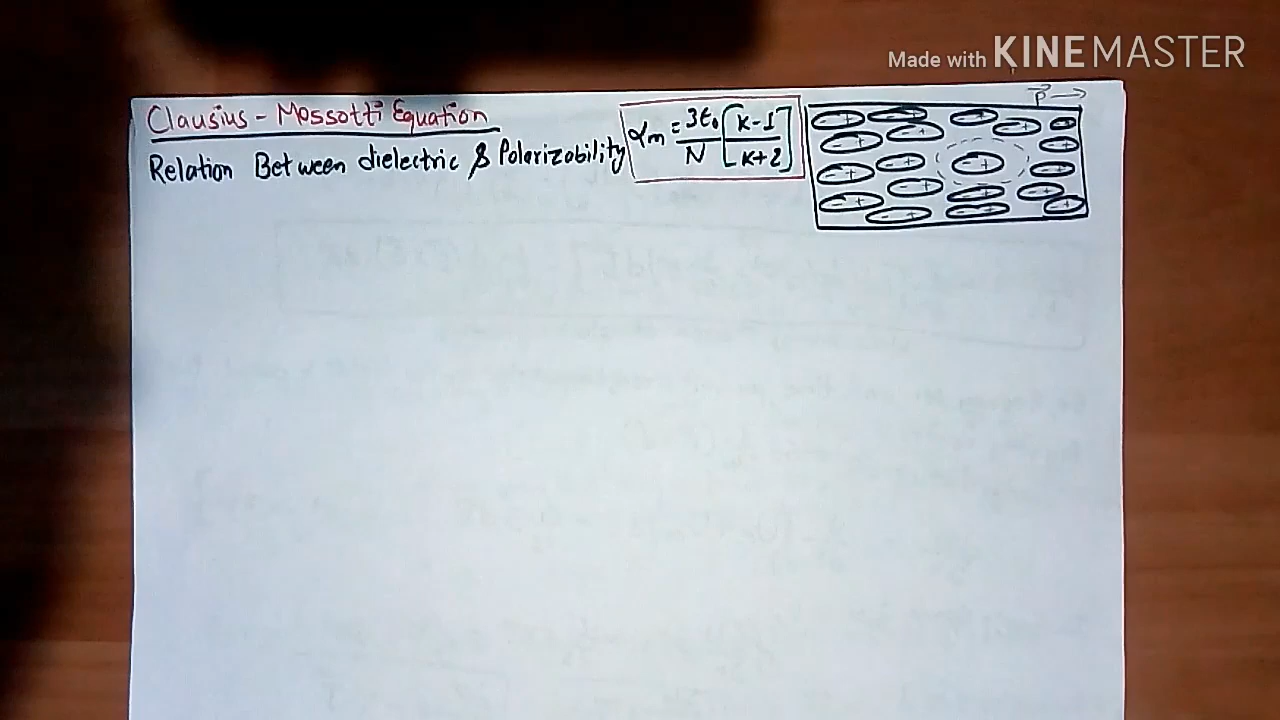 Made with KINEMASTER
Clausius - Mossotti Equation
Relation Between dielectric & Polarizability
αm = 3ε₀/N [K-1/K+2]
P→